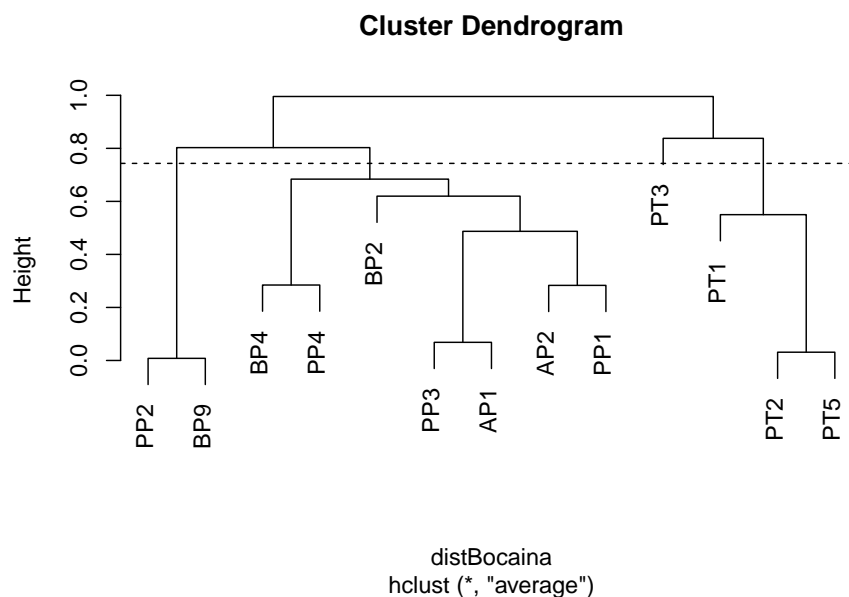 Cluster Dendrogram
Height
1.0
0.8
0.6
0.4
0.2
0.0
PP2
BP9
BP4
PP4
BP2
PP3
AP1
AP2
PP1
PT3
PT1
PT2
PT5
distBocaina
hclust (*, "average")